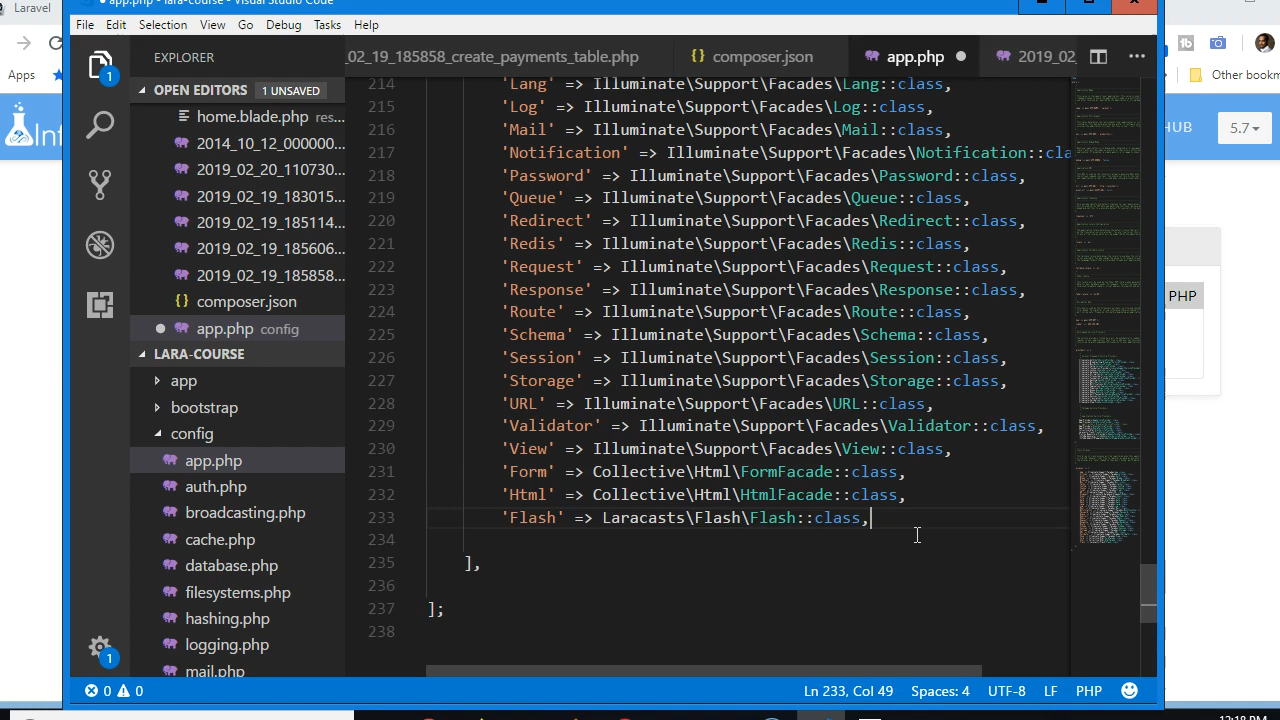 Laravel
app.php - lara-course - Visual Studio Code
File Edit Selection View Go Debug Tasks Help
Apps
Other bookm
HUB
5.7
PHP
EXPLORER
OPEN EDITORS 1 UNSAVED
home.blade.php res...
2014_10_12_000000...
2019_02_20_110730...
2019_02_19_183015...
2019_02_19_185114...
2019_02_19_185606...
2019_02_19_185858...
{} composer.json
app.php config
LARA-COURSE
app
bootstrap
config
app.php
auth.php
broadcasting.php
cache.php
database.php
filesystems.php
hashing.php
logging.php
mail.php
1
1
_02_19_185858_create_payments_table.php {} composer.json app.php 2019_02_ ...
214 'Lang' => Illuminate\Support\Facades\Lang::class,
215 'Log' => Illuminate\Support\Facades\Log::class,
216 'Mail' => Illuminate\Support\Facades\Mail::class,
217 'Notification' => Illuminate\Support\Facades\Notification::cla
218 'Password' => Illuminate\Support\Facades\Password::class,
219 'Queue' => Illuminate\Support\Facades\Queue::class,
220 'Redirect' => Illuminate\Support\Facades\Redirect::class,
221 'Redis' => Illuminate\Support\Facades\Redis::class,
222 'Request' => Illuminate\Support\Facades\Request::class,
223 'Response' => Illuminate\Support\Facades\Response::class,
224 'Route' => Illuminate\Support\Facades\Route::class,
225 'Schema' => Illuminate\Support\Facades\Schema::class,
226 'Session' => Illuminate\Support\Facades\Session::class,
227 'Storage' => Illuminate\Support\Facades\Storage::class,
228 'URL' => Illuminate\Support\Facades\URL::class,
229 'Validator' => Illuminate\Support\Facades\Validator::class,
230 'View' => Illuminate\Support\Facades\View::class,
231 'Form' => Collective\Html\FormFacade::class,
232 'Html' => Collective\Html\HtmlFacade::class,
233 'Flash' => Laracasts\Flash\Flash::class,
234
235 ],
236
237 ];
238
0 0
Ln 233, Col 49 Spaces: 4 UTF-8 LF PHP
12:18 PM